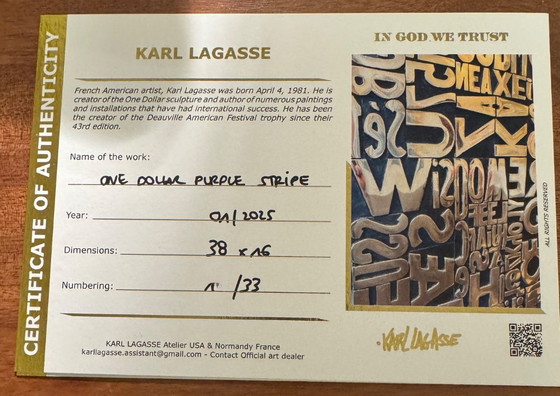 CERTIFICATE OF AUTHENTICITY
KARL LAGASSE
French American artist, Karl Lagasse was born April 4, 1981. He is
creator of the One Dollar sculpture and author of numerous paintings
and installations that have had international success. He has been
the creator of the Deauville American Festival trophy since their
43rd edition.
Name of the work:
ONE DOLLAR PURPLE STRIPE
Year: 01/2025
Dimensions: 38 x 16
Numbering: /33
KARL LAGASSE Atelier USA & Normandy France
karllagasse.assistant@gmail.com - Contact Official art dealer
IN GOD WE TRUST
ALL RIGHTS RESERVED
KARL LAGASSE